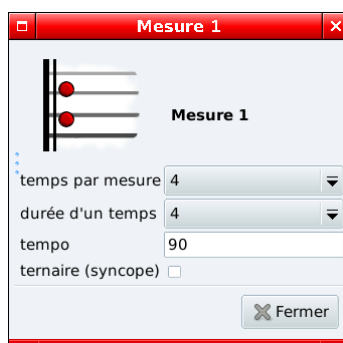 Mesure 1
Mesure 1
temps par mesure 4
durée d'un temps 4
tempo 90
ternaire (syncope)
Fermer